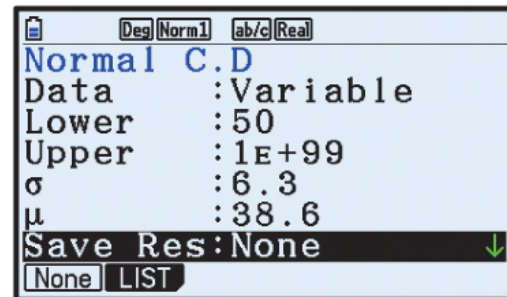 Deg Norm1 ab/c Real
Normal C.D
Data :Variable
Lower :50
Upper :1E+99
σ :6.3
μ :38.6
Save Res:None
None LIST